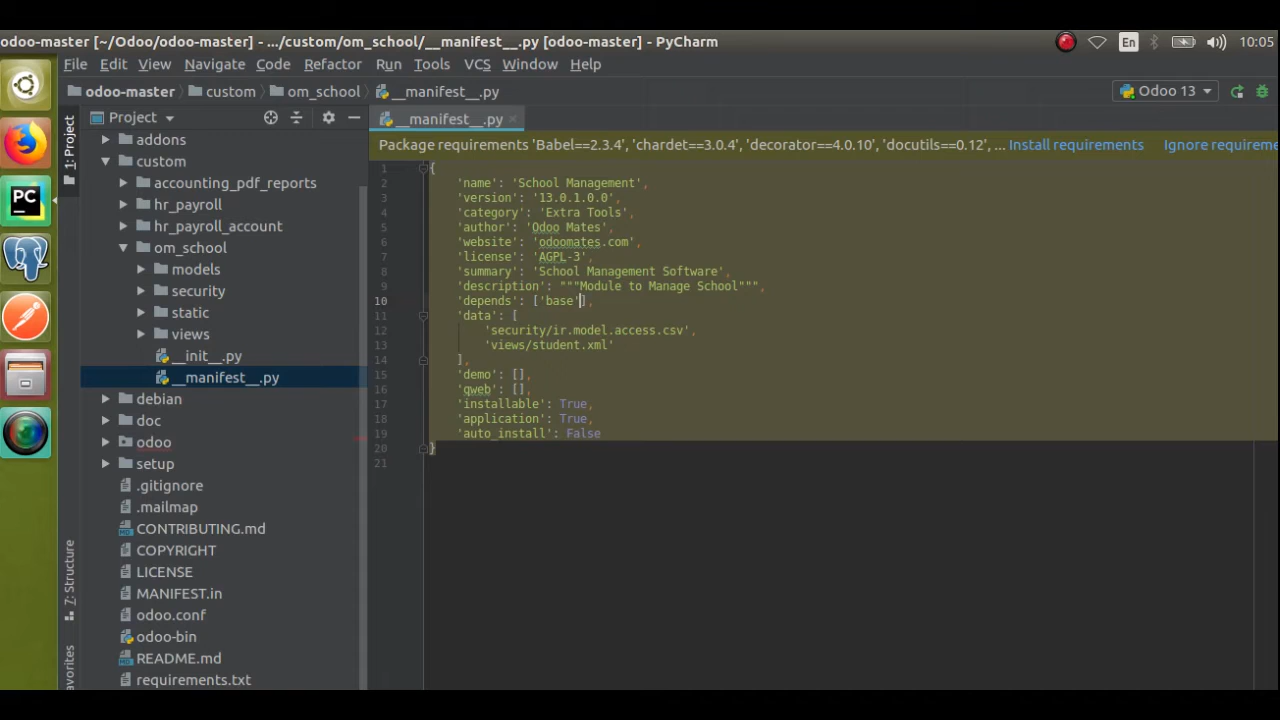 odoo-master [~/Odoo/odoo-master] - .../custom/om_school/__manifest__.py [odoo-master] - PyCharm
En
10:05
File Edit View Navigate Code Refactor Run Tools VCS Window Help
odoo-master custom om_school __manifest__.py
Odoo 13
Project
__manifest__.py
1: Project
Package requirements 'Babel==2.3.4', 'chardet==3.0.4', 'decorator==4.0.10', 'docutils==0.12', ... Install requirements Ignore requireme
addons
custom
accounting_pdf_reports
hr_payroll
hr_payroll_account
om_school
models
security
static
views
__init__.py
__manifest__.py
debian
doc
odoo
setup
.gitignore
.mailmap
CONTRIBUTING.md
COPYRIGHT
LICENSE
MANIFEST.in
odoo.conf
odoo-bin
README.md
requirements.txt
PC
7: Structure
avorites
1 {
2 'name': 'School Management',
3 'version': '13.0.1.0.0',
4 'category': 'Extra Tools',
5 'author': 'Odoo Mates',
6 'website': 'odoomates.com',
7 'license': 'AGPL-3',
8 'summary': 'School Management Software',
9 'description': """Module to Manage School""",
10 'depends': ['base'],
11 'data': [
12 'security/ir.model.access.csv',
13 'views/student.xml'
14 ],
15 'demo': [],
16 'qweb': [],
17 'installable': True,
18 'application': True,
19 'auto_install': False
20 }
21